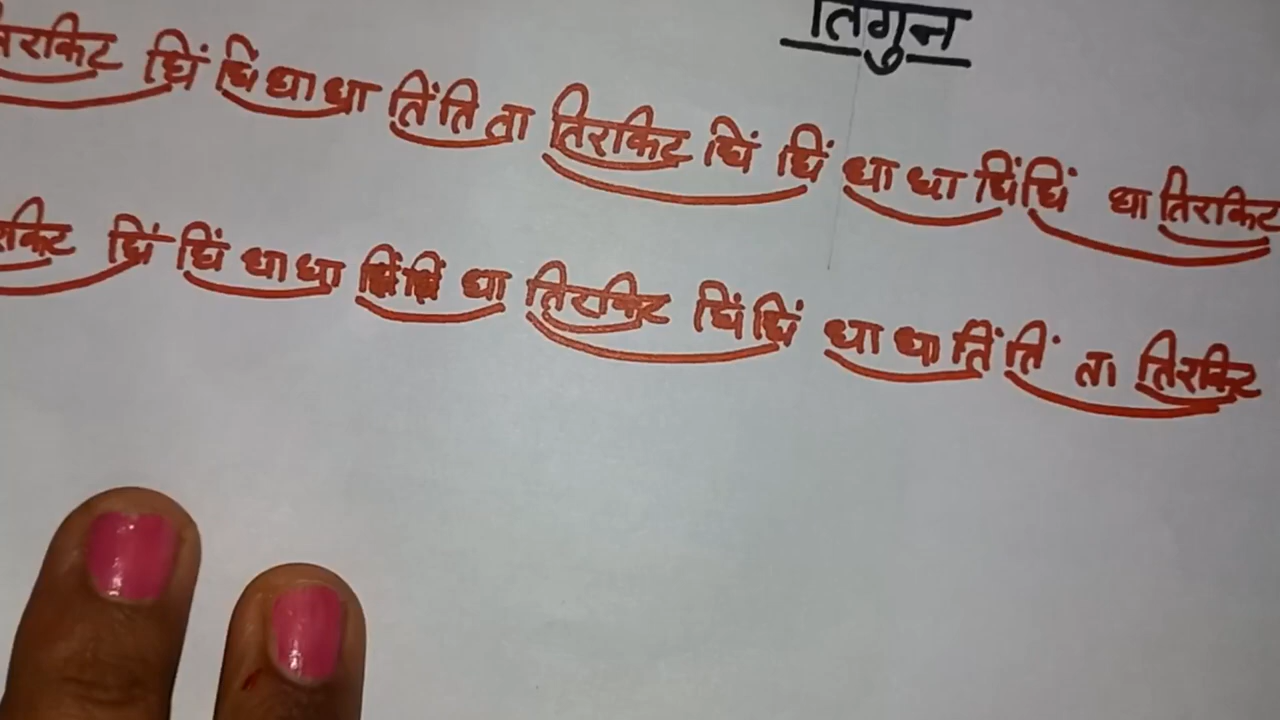 तिगुन
तिरकिट धिं धिं धा धा तिं तिं ता तिरकिट धिं धिं धा धा धिं धिं धा तिरकिट
धिं धिं धा धा धिं धिं धा तिरकिट धिं धिं धा धा तिं तिं ता तिरकिट